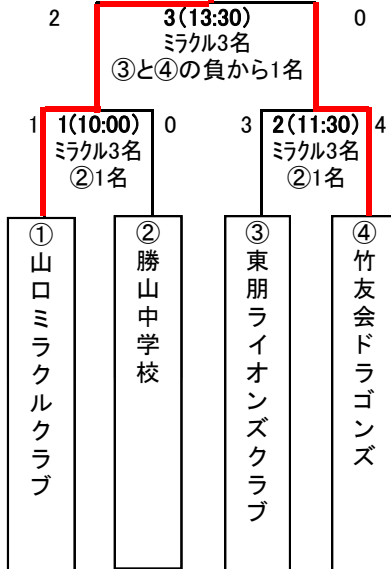 2 3(13:30) 0
ミラクル3名
③と④の負から1名
1 1(10:00) 0 3 2(11:30) 4
ミラクル3名 ミラクル3名
②1名 ②1名
①山口ミラクルクラブ
②勝山中学校
③東朋ライオンズクラブ
④竹友会ドラゴンズ